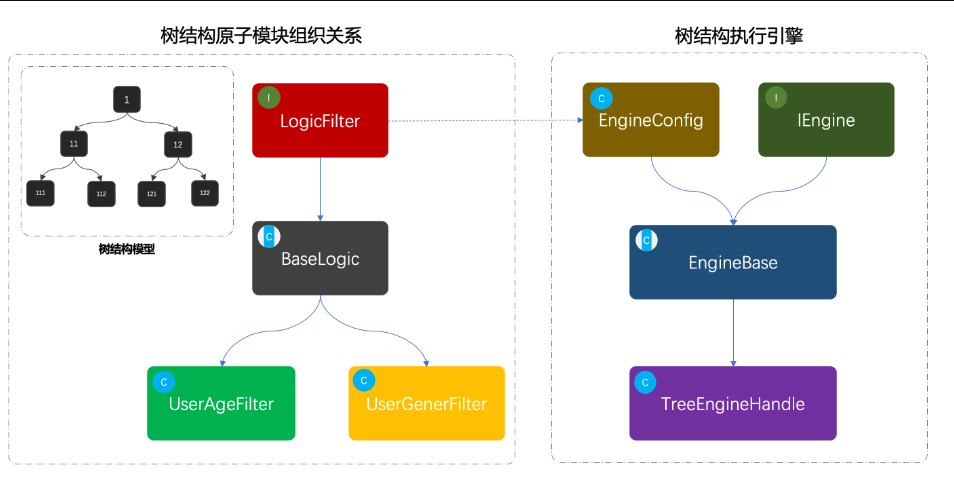 树结构原子模块组织关系
树结构执行引擎
1
11
12
111
112
121
122
树结构模型
I
LogicFilter
C
BaseLogic
C
UserAgeFilter
C
UserGenerFilter
C
EngineConfig
I
IEngine
C
EngineBase
C
TreeEngineHandle